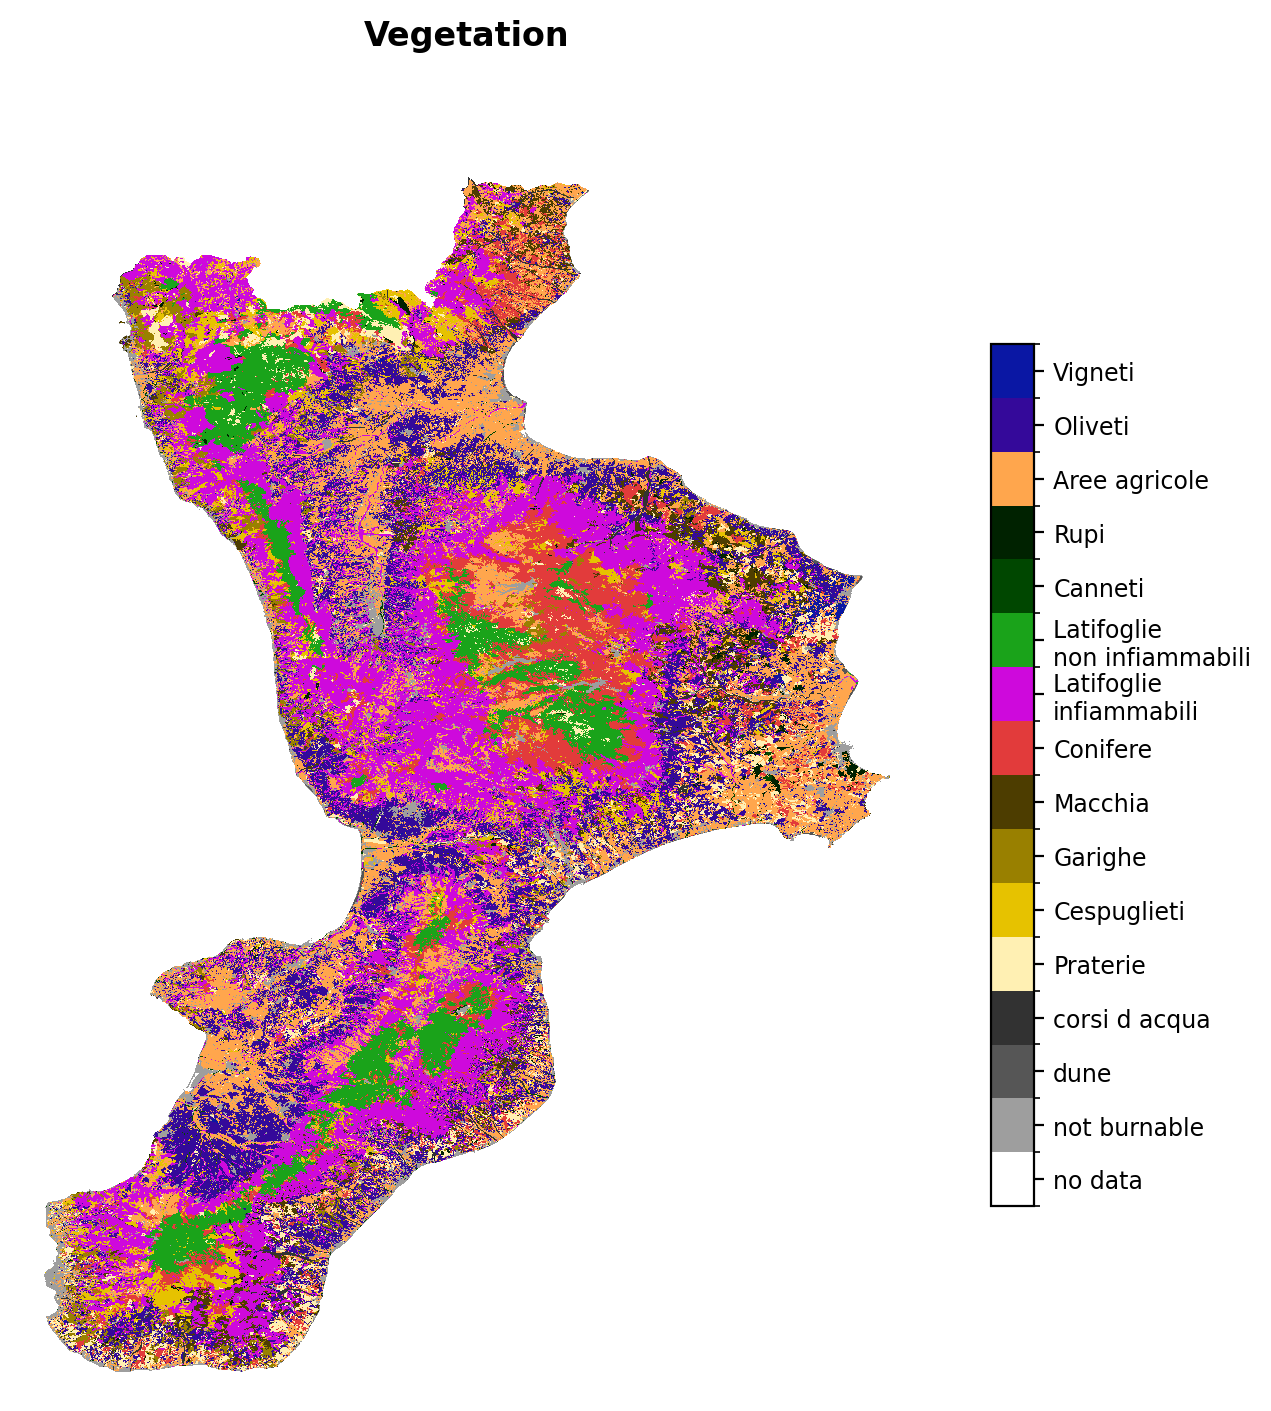 Vegetation
Vigneti
Oliveti
Aree agricole
Rupi
Canneti
Latifoglie
non infiammabili
Latifoglie
infiammabili
Conifere
Macchia
Garighe
Cespuglieti
Praterie
corsi d acqua
dune
not burnable
no data